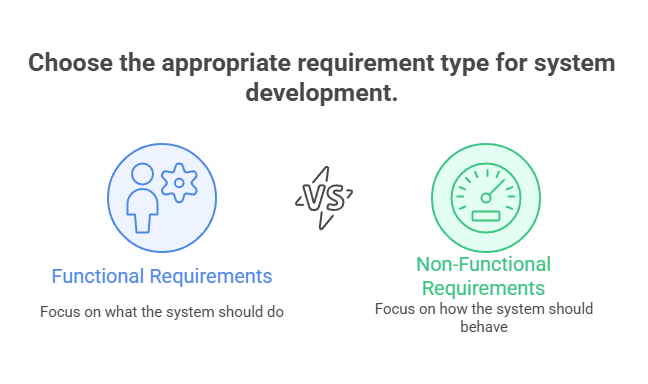 Choose the appropriate requirement type for system
development.
VS
Functional Requirements
Focus on what the system should do
Non-Functional
Requirements
Focus on how the system should
behave